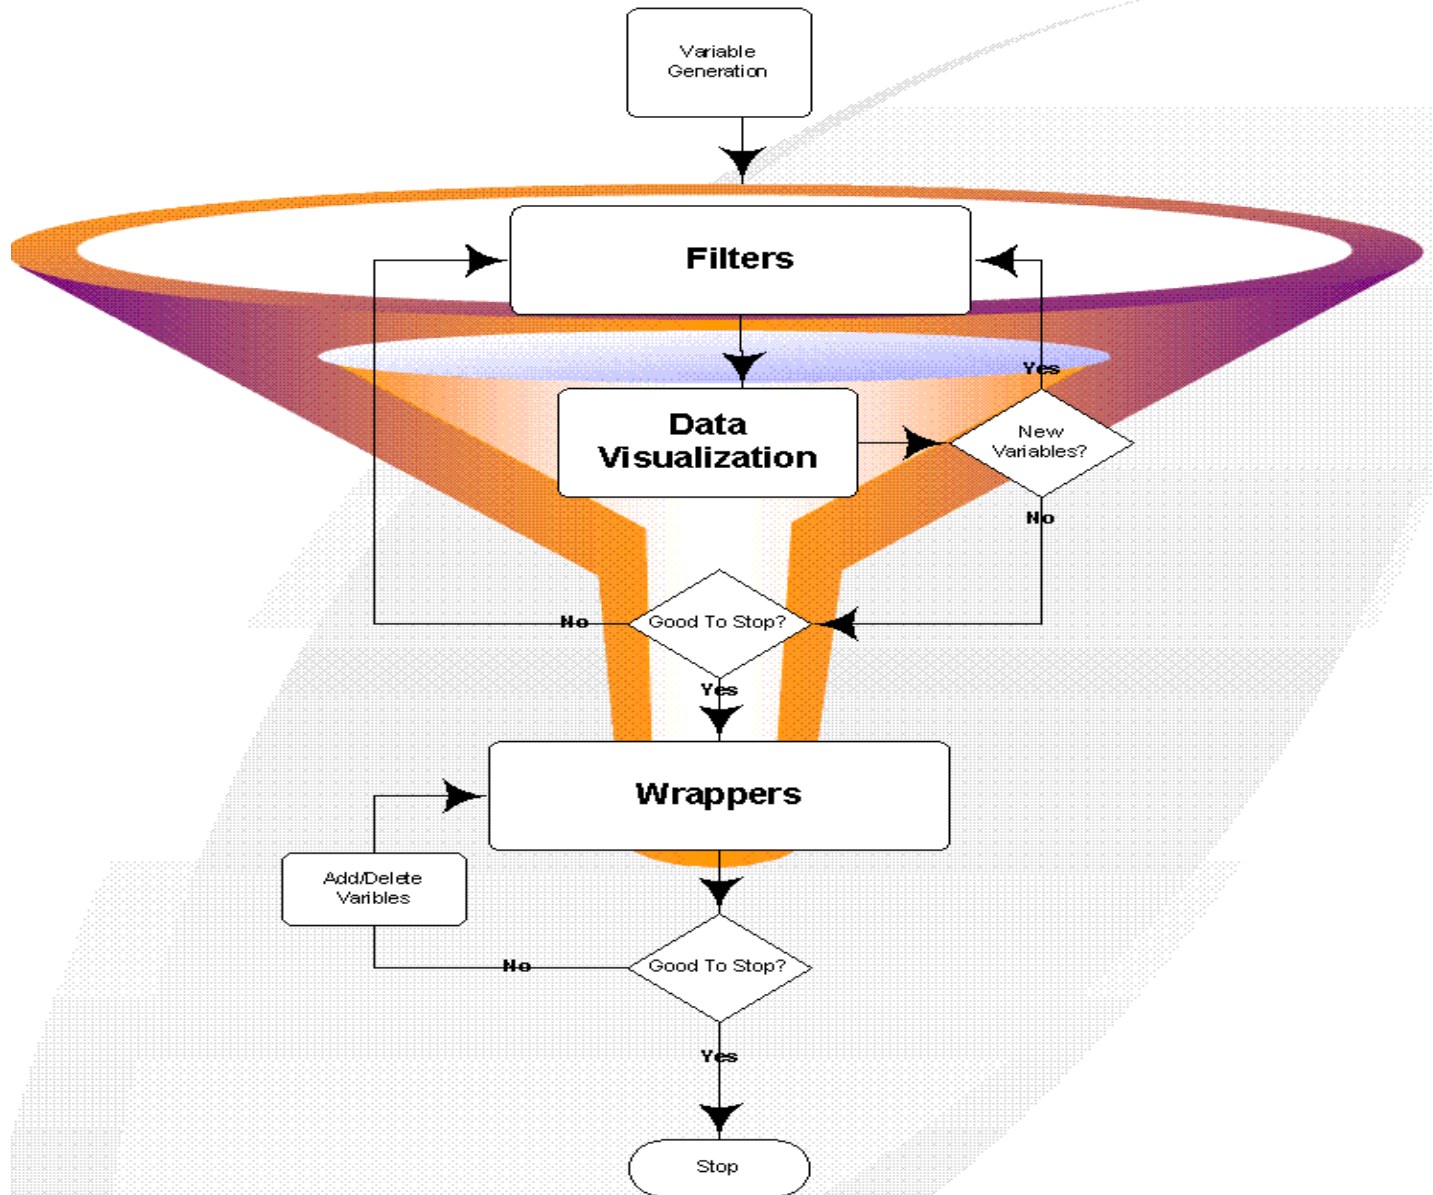 Variable
Generation
Filters
Yes
Data
Visualization
New
Variables?
No
No
Good To Stop?
Yes
Wrappers
Add/Delete
Varibles
No
Good To Stop?
Yes
Stop